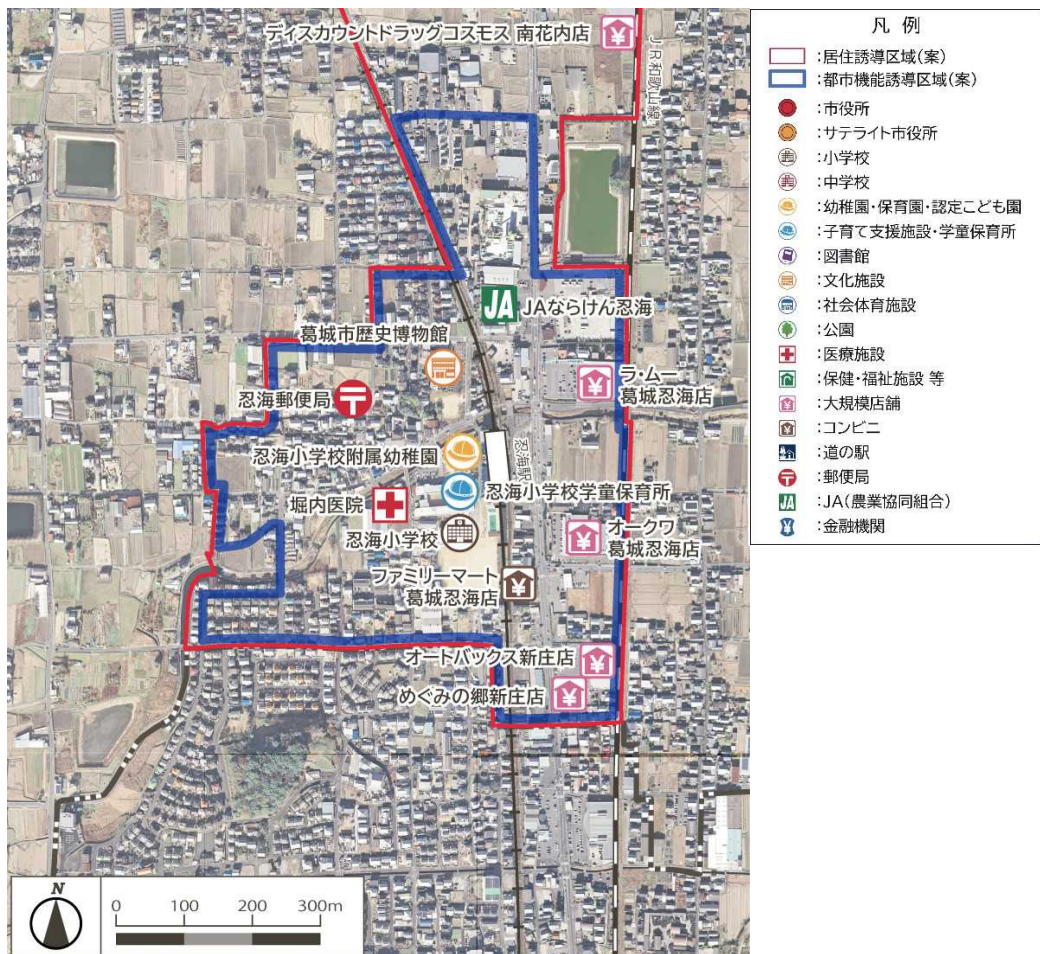 ディスカウントドラッグコスモス 南花内店
JR和歌山線
JA
JAならけん忍海
葛城市歴史博物館
ラ・ムー
葛城忍海店
忍海郵便局
忍海駅
忍海小学校附属幼稚園
忍海小学校学童保育所
堀内医院
忍海小学校
オークワ
葛城忍海店
ファミリーマート
葛城忍海店
オートバックス新庄店
めぐみの郷新庄店
N
0 100 200 300m
凡 例
:居住誘導区域(案)
:都市機能誘導区域(案)
:市役所
:サテライト市役所
:小学校
:中学校
:幼稚園・保育園・認定こども園
:子育て支援施設・学童保育所
:図書館
:文化施設
:社会体育施設
:公園
:医療施設
:保健・福祉施設 等
:大規模店舗
:コンビニ
:道の駅
:郵便局
JA
:JA(農業協同組合)
:金融機関